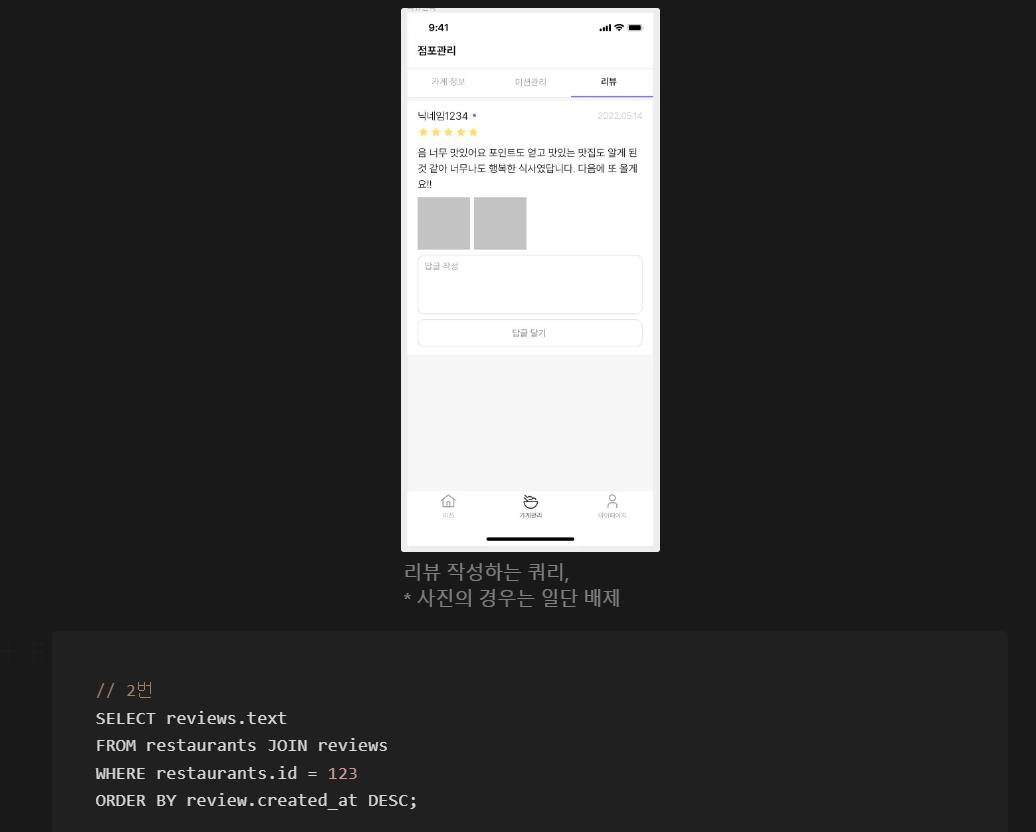 9:41
점포관리
가게 정보
미션관리
리뷰
닉네임1234
2022.05.14
음 너무 맛있어요 포인트도 얻고 맛있는 맛집도 알게 된
것 같아 너무나도 행복한 식사였답니다. 다음에 또 올게
요!!
답글 작성
답글 달기
미션
가게관리
마이페이지
리뷰 작성하는 쿼리,
* 사진의 경우는 일단 배제
// 2번
SELECT reviews.text
FROM restaurants JOIN reviews
WHERE restaurants.id = 123
ORDER BY review.created_at DESC;